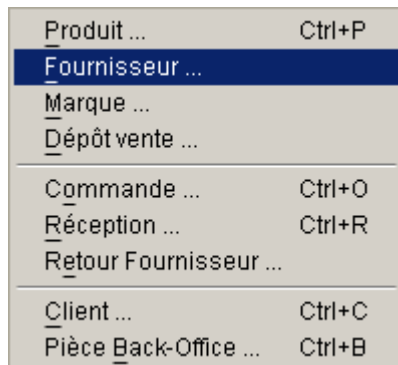 Produit ... Ctrl+P
Fournisseur ...
Marque ...
Dépôt vente ...
Commande ... Ctrl+O
Réception ... Ctrl+R
Retour Fournisseur ...
Client ... Ctrl+C
Pièce Back-Office ... Ctrl+B